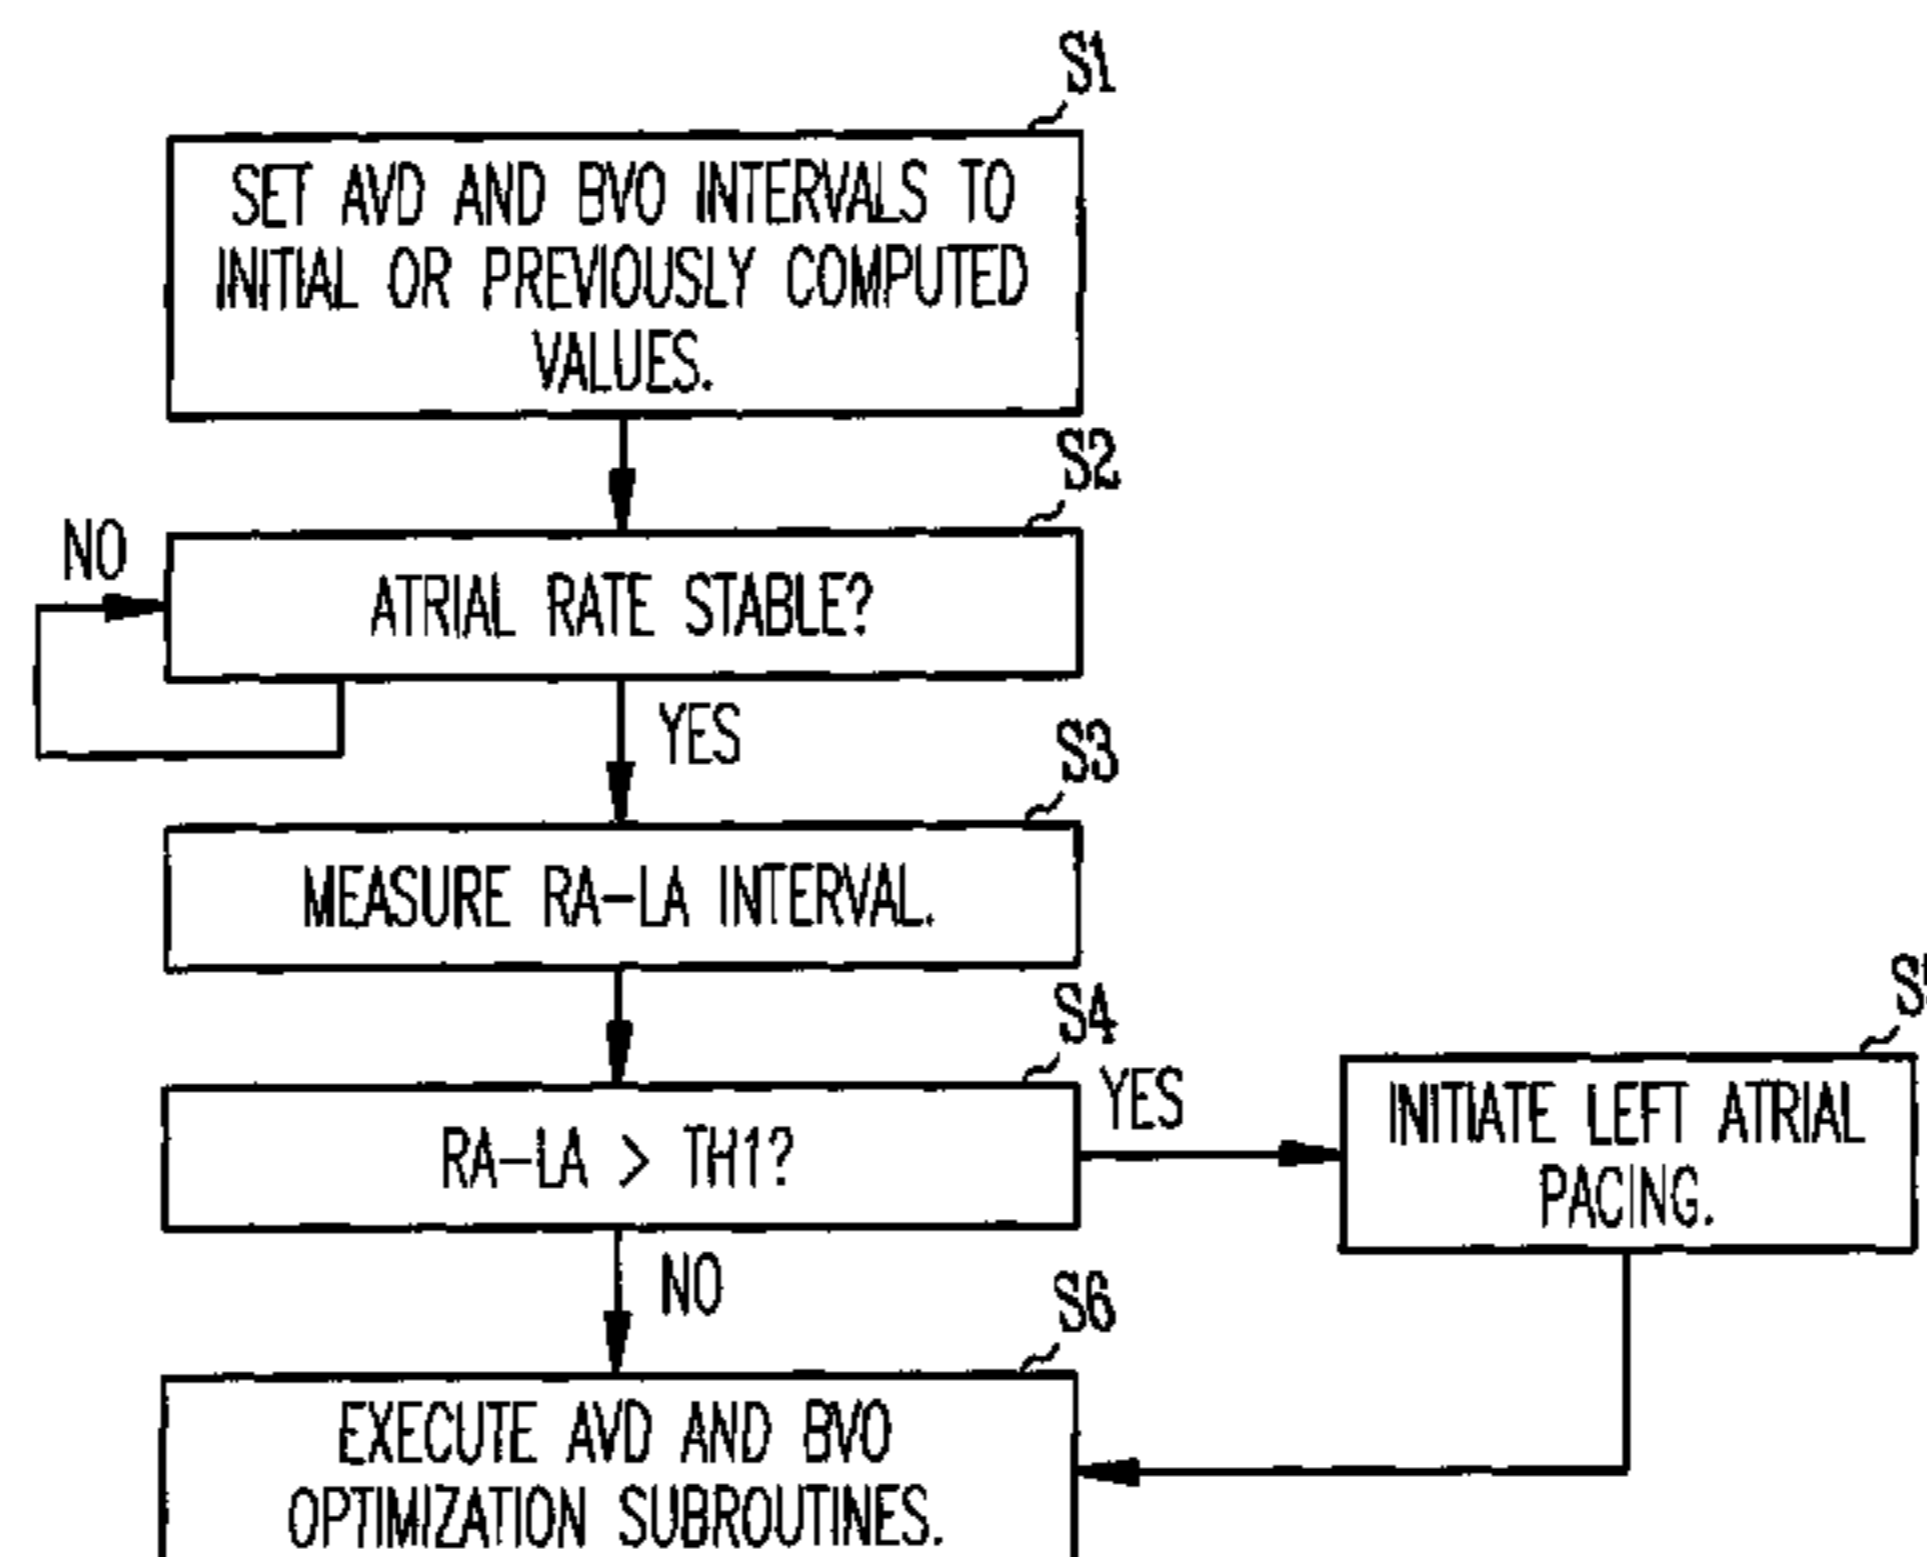 S1
SET AVD AND BVO INTERVALS TO
INITIAL OR PREVIOUSLY COMPUTED
VALUES.
S2
NO
ATRIAL RATE STABLE?
YES
S3
MEASURE RA-LA INTERVAL.
S4
RA-LA > TH1?
YES
INITIATE LEFT ATRIAL
PACING.
NO
S6
EXECUTE AVD AND BVO
OPTIMIZATION SUBROUTINES.